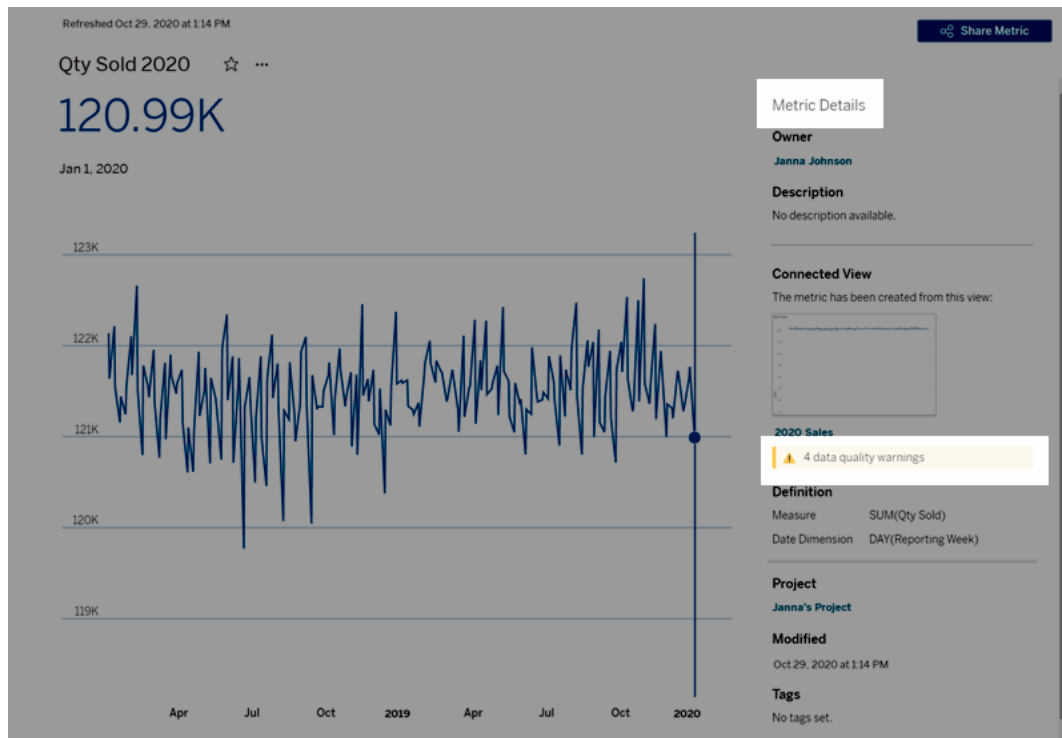 Refreshed Oct 29, 2020 at 1:14 PM
Share Metric
Qty Sold 2020
120.99K
Jan 1, 2020
123K
122K
121K
120K
119K
Apr Jul Oct 2019 Apr Jul Oct 2020
Metric Details
Owner
Janna Johnson
Description
No description available.
Connected View
The metric has been created from this view:
2020 Sales
4 data quality warnings
Definition
Measure SUM(Qty Sold)
Date Dimension DAY(Reporting Week)
Project
Janna's Project
Modified
Oct 29, 2020 at 1:14 PM
Tags
No tags set.